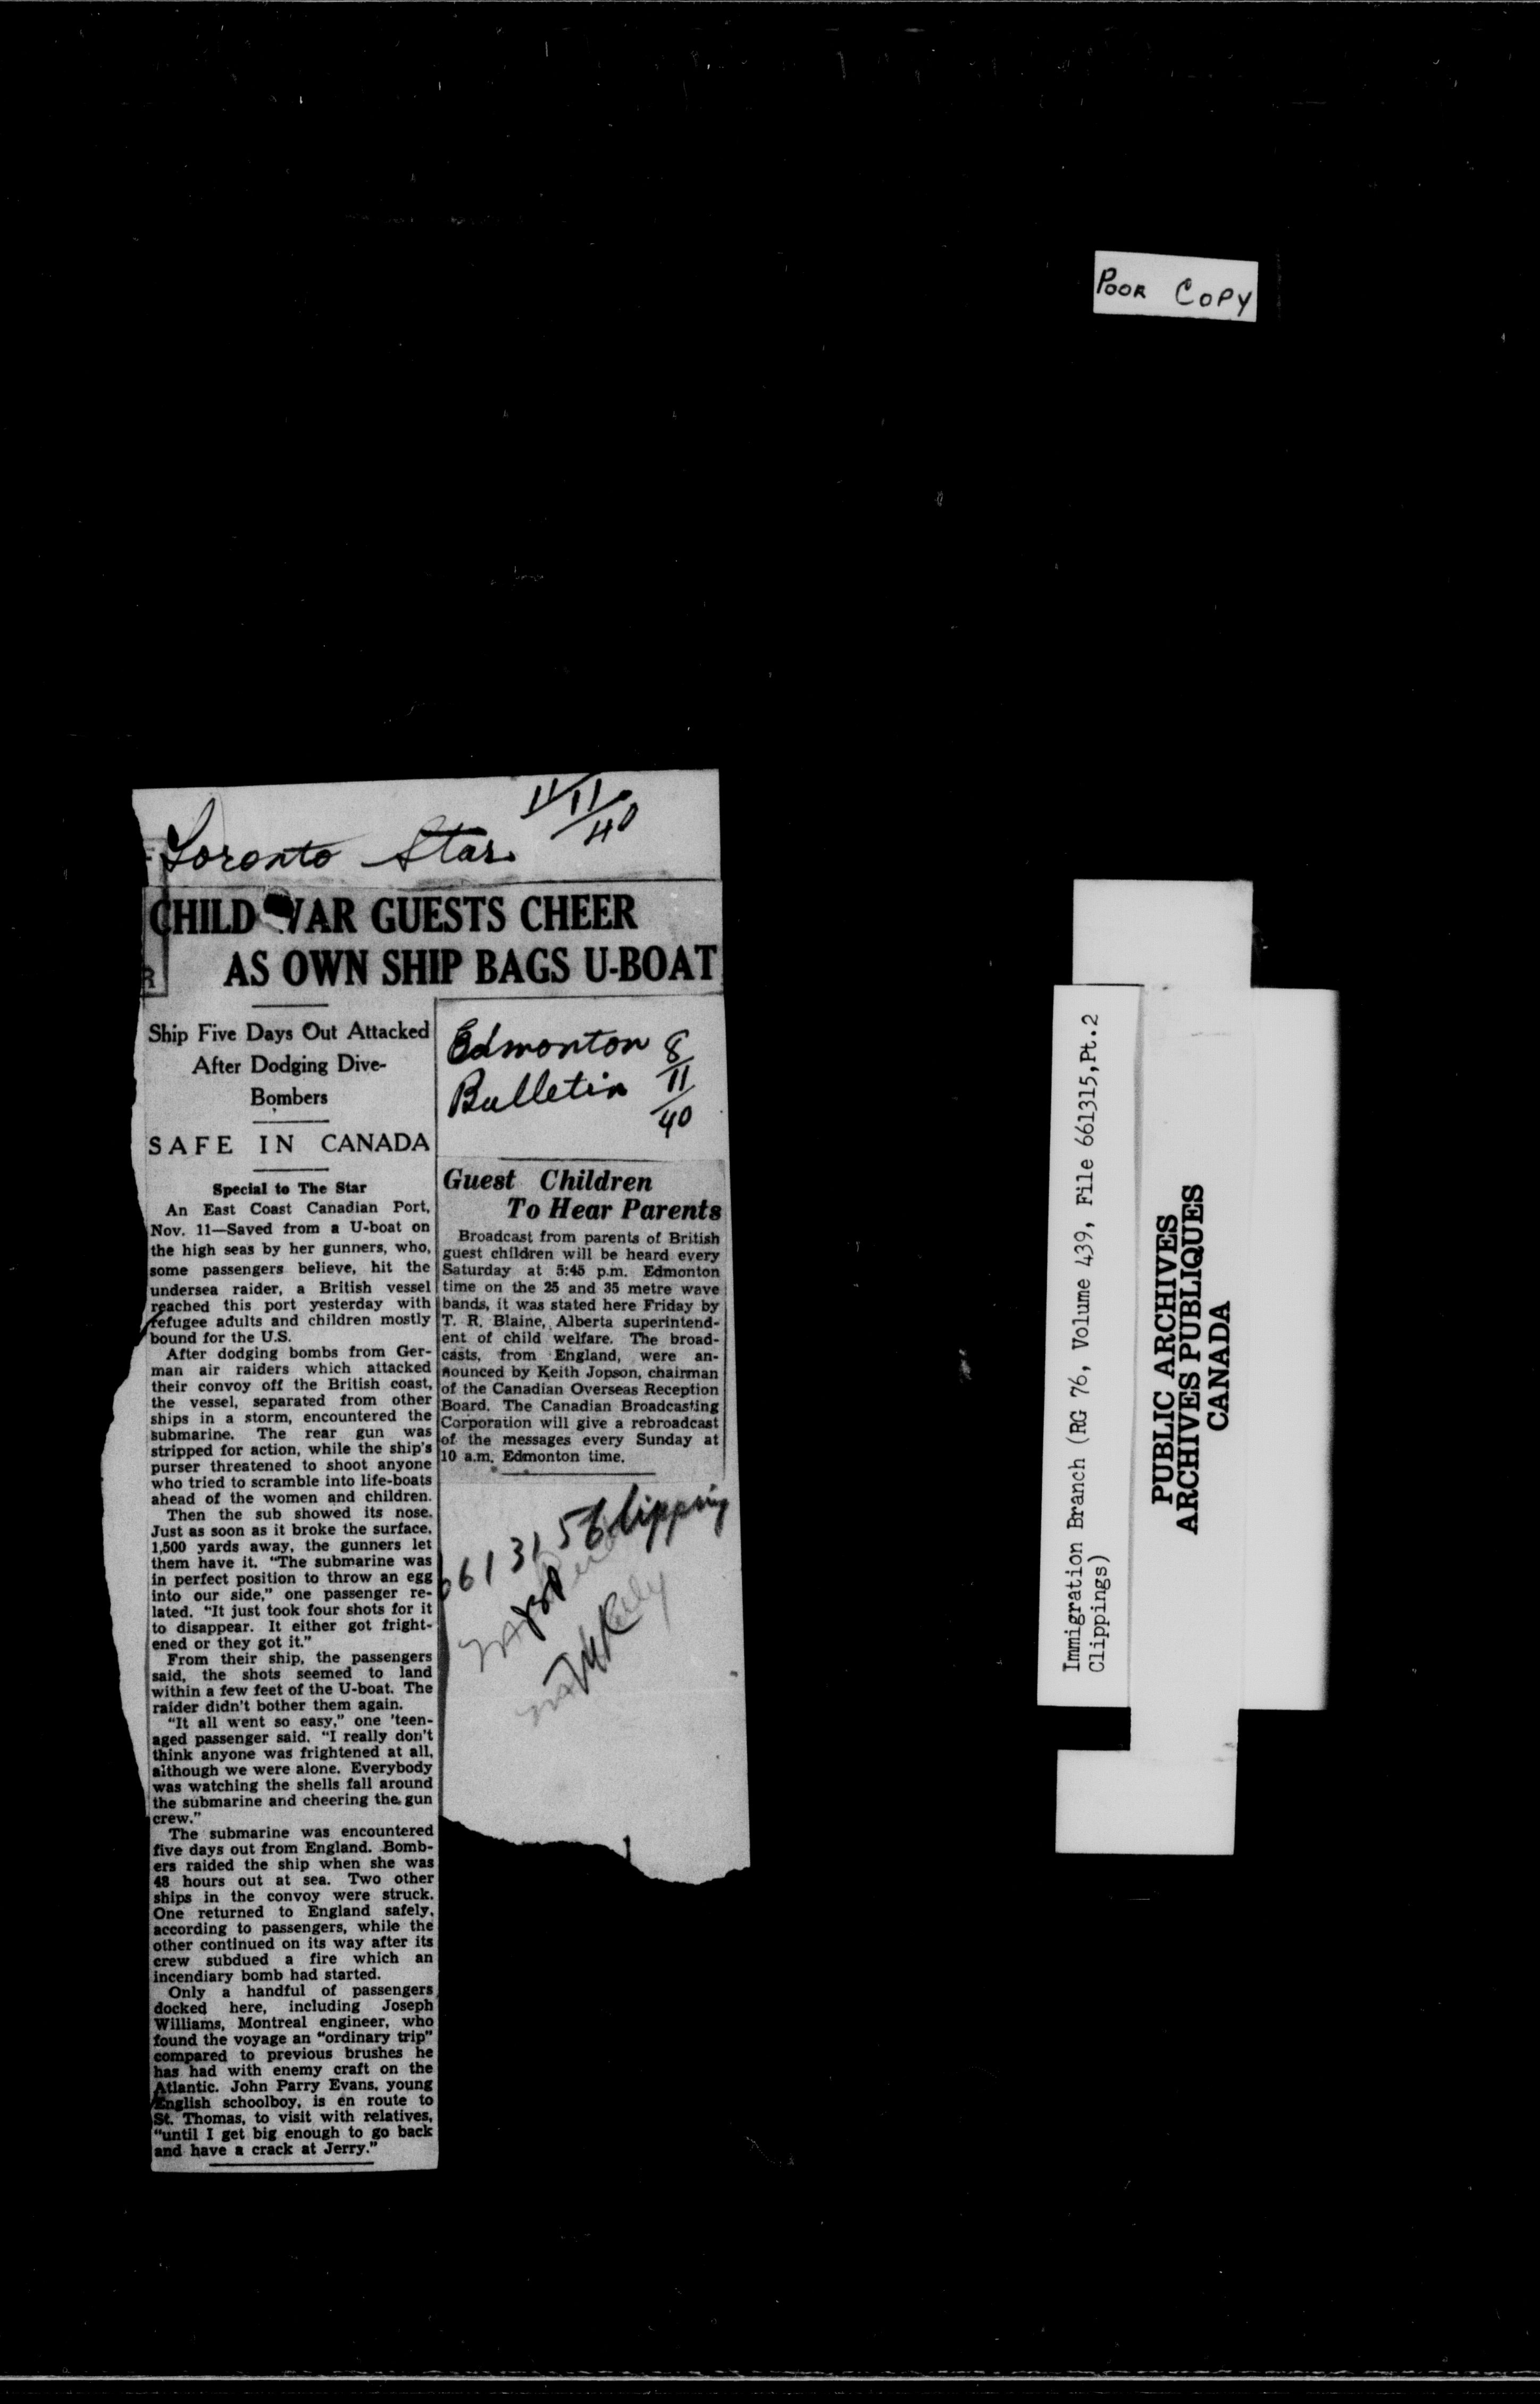 POOR COPY
Toronto Star
11/11/40
CHILD WAR GUESTS CHEER
AS OWN SHIP BAGS U-BOAT
Ship Five Days Out Attacked
After Dodging Dive-
Bombers
SAFE IN CANADA
Special to The Star
An East Coast Canadian Port,
Nov. 11—Saved from a U-boat on
the high seas by her gunners, who,
some passengers believe, hit the
undersea raider, a British vessel
reached this port yesterday with
refugee adults and children mostly
bound for the U.S.
After dodging bombs from Ger-
man air raiders which attacked
their convoy off the British coast,
the vessel, separated from other
ships in a storm, encountered the
submarine. The rear gun was
stripped for action, while the ship's
purser threatened to shoot anyone
who tried to scramble into life-boats
ahead of the women and children.
Then the sub showed its nose.
Just as soon as it broke the surface,
1,500 yards away, the gunners let
them have it. "The submarine was
in perfect position to throw an egg
into our side," one passenger re-
lated. "It just took four shots for it
to disappear. It either got fright-
ened or they got it."
From their ship, the passengers
said, the shots seemed to land
within a few feet of the U-boat. The
raider didn't bother them again.
"It all went so easy," one 'teen-
aged passenger said. "I really don't
think anyone was frightened at all,
although we were alone. Everybody
was watching the shells fall around
the submarine and cheering the gun
crew."
The submarine was encountered
five days out from England. Bomb-
ers raided the ship when she was
48 hours out at sea. Two other
ships in the convoy were struck.
One returned to England safely,
according to passengers, while the
other continued on its way after its
crew subdued a fire which an
incendiary bomb had started.
Only a handful of passengers
docked here, including Joseph
Williams, Montreal engineer, who
found the voyage an "ordinary trip"
compared to previous brushes he
has had with enemy craft on the
Atlantic. John Parry Evans, young
English schoolboy, is en route to
St. Thomas, to visit with relatives,
"until I get big enough to go back
and have a crack at Jerry."
Edmonton
Bulletin
8/11/40
Guest Children
To Hear Parents
Broadcast from parents of British
guest children will be heard every
Saturday at 5:45 p.m. Edmonton
time on the 25 and 35 metre wave
bands, it was stated here Friday by
T. R. Blaine, Alberta superintend-
ent of child welfare. The broad-
casts, from England, were an-
nounced by Keith Jopson, chairman
of the Canadian Overseas Reception
Board. The Canadian Broadcasting
Corporation will give a rebroadcast
of the messages every Sunday at
10 a.m. Edmonton time.
661315 Clipping
Immigration Branch (RG 76, Volume 439, File 661315,Pt.2
Clippings)
PUBLIC ARCHIVES
ARCHIVES PUBLIQUES
CANADA